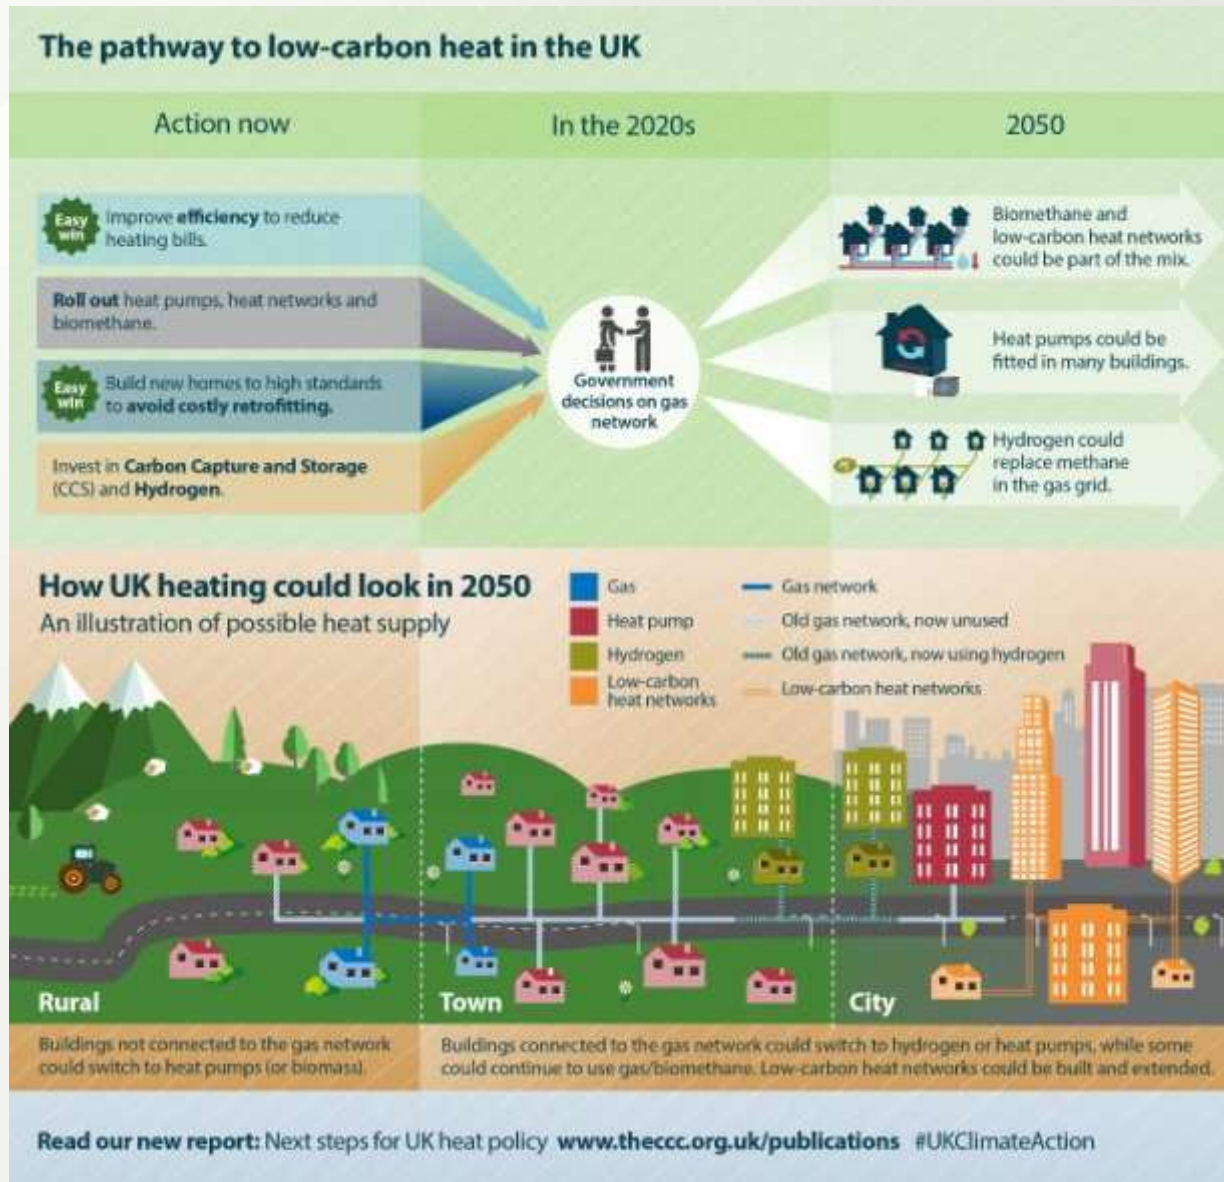 The pathway to low-carbon heat in the UK
Action now
In the 2020s
2050
Easy
win
Improve efficiency to reduce
heating bills.
Roll out heat pumps, heat networks and
biomethane.
Easy
win
Build new homes to high standards
to avoid costly retrofitting.
Invest in Carbon Capture and Storage
(CCS) and Hydrogen.
Government
decisions on gas
network
Biomethane and
low-carbon heat networks
could be part of the mix.
Heat pumps could be
fitted in many buildings.
Hydrogen could
replace methane
in the gas grid.
How UK heating could look in 2050
An illustration of possible heat supply
Gas
Heat pump
Hydrogen
Low-carbon
heat networks
Gas network
Old gas network, now unused
Old gas network, now using hydrogen
Low-carbon heat networks
Rural
Town
City
Buildings not connected to the gas network
could switch to heat pumps (or biomass).
Buildings connected to the gas network could switch to hydrogen or heat pumps, while some
could continue to use gas/biomethane. Low-carbon heat networks could be built and extended.
Read our new report: Next steps for UK heat policy www.theccc.org.uk/publications #UKClimateAction